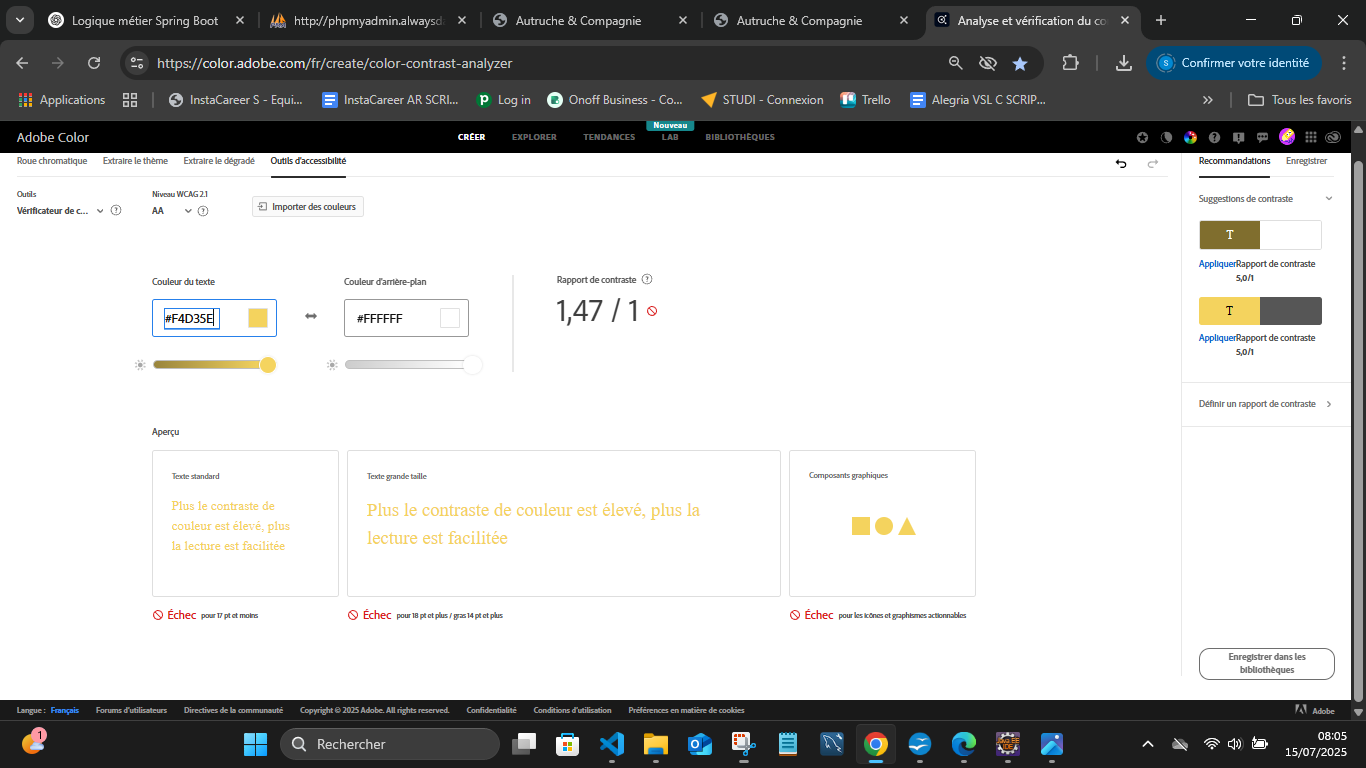 Logique métier Spring Boot
http://phpmyadmin.alwaysda
Autruche & Compagnie
Autruche & Compagnie
Analyse et vérification du co
https://color.adobe.com/fr/create/color-contrast-analyzer
S
Confirmer votre identité
Applications
InstaCareer S - Equi...
InstaCareer AR SCRI...
Log in
Onoff Business - Co...
STUDI - Connexion
Trello
Alegria VSL C SCRIP...
Tous les favoris
Adobe Color
CRÉER
EXPLORER
TENDANCES
Nouveau
LAB
BIBLIOTHÈQUES
Roue chromatique
Extraire le thème
Extraire le dégradé
Outils d'accessibilité
Recommandations
Enregistrer
Outils
Vérificateur de c...
Niveau WCAG 2.1
AA
Importer des couleurs
Suggestions de contraste
T
AppliquerRapport de contraste
5,0/1
T
AppliquerRapport de contraste
5,0/1
Définir un rapport de contraste
Couleur du texte
#F4D35E
Couleur d'arrière-plan
#FFFFFF
Rapport de contraste
1,47 / 1
Aperçu
Texte standard
Plus le contraste de
couleur est élevé, plus
la lecture est facilitée
Texte grande taille
Plus le contraste de couleur est élevé, plus la
lecture est facilitée
Composants graphiques
Échec pour 17 pt et moins
Échec pour 18 pt et plus / gras 14 pt et plus
Échec pour les icônes et graphismes actionnables
Enregistrer dans les
bibliothèques
Langue : Français
Forums d'utilisateurs
Directives de la communauté
Copyright © 2025 Adobe. All rights reserved.
Confidentialité
Conditions d'utilisation
Préférences en matière de cookies
Adobe
1
Rechercher
08:05
15/07/2025